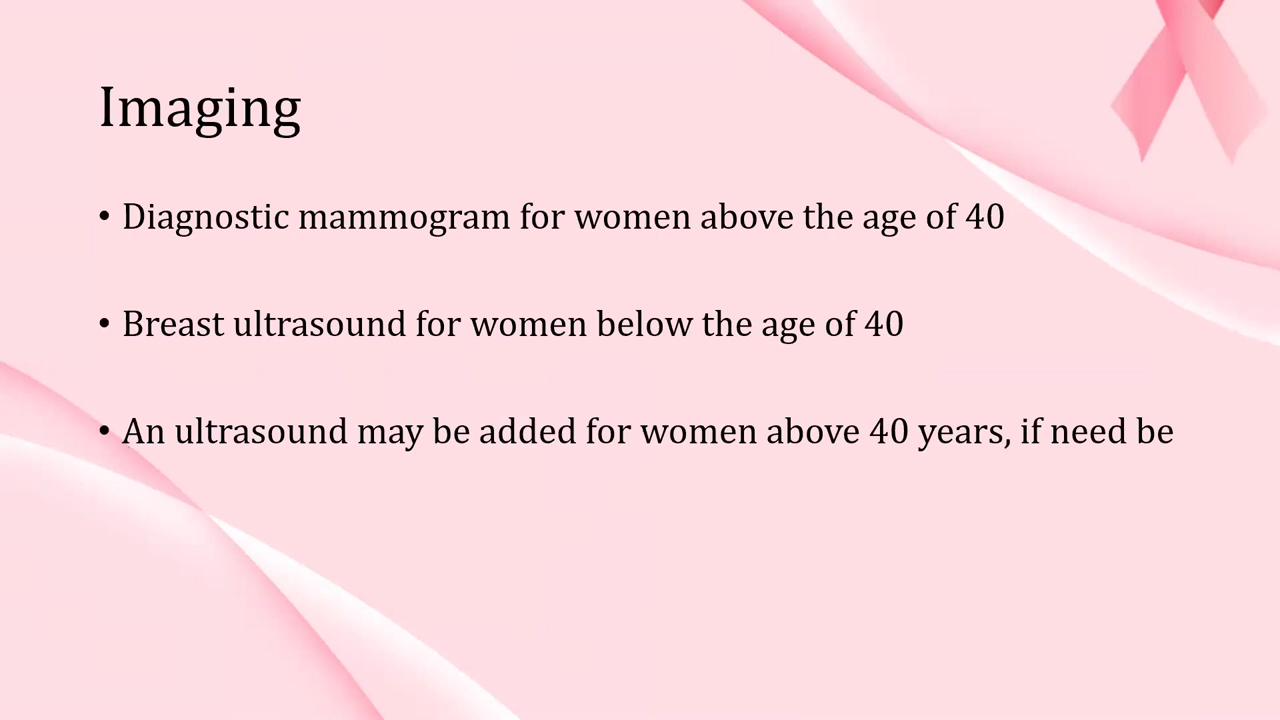 Imaging
• Diagnostic mammogram for women above the age of 40
• Breast ultrasound for women below the age of 40
• An ultrasound may be added for women above 40 years, if need be